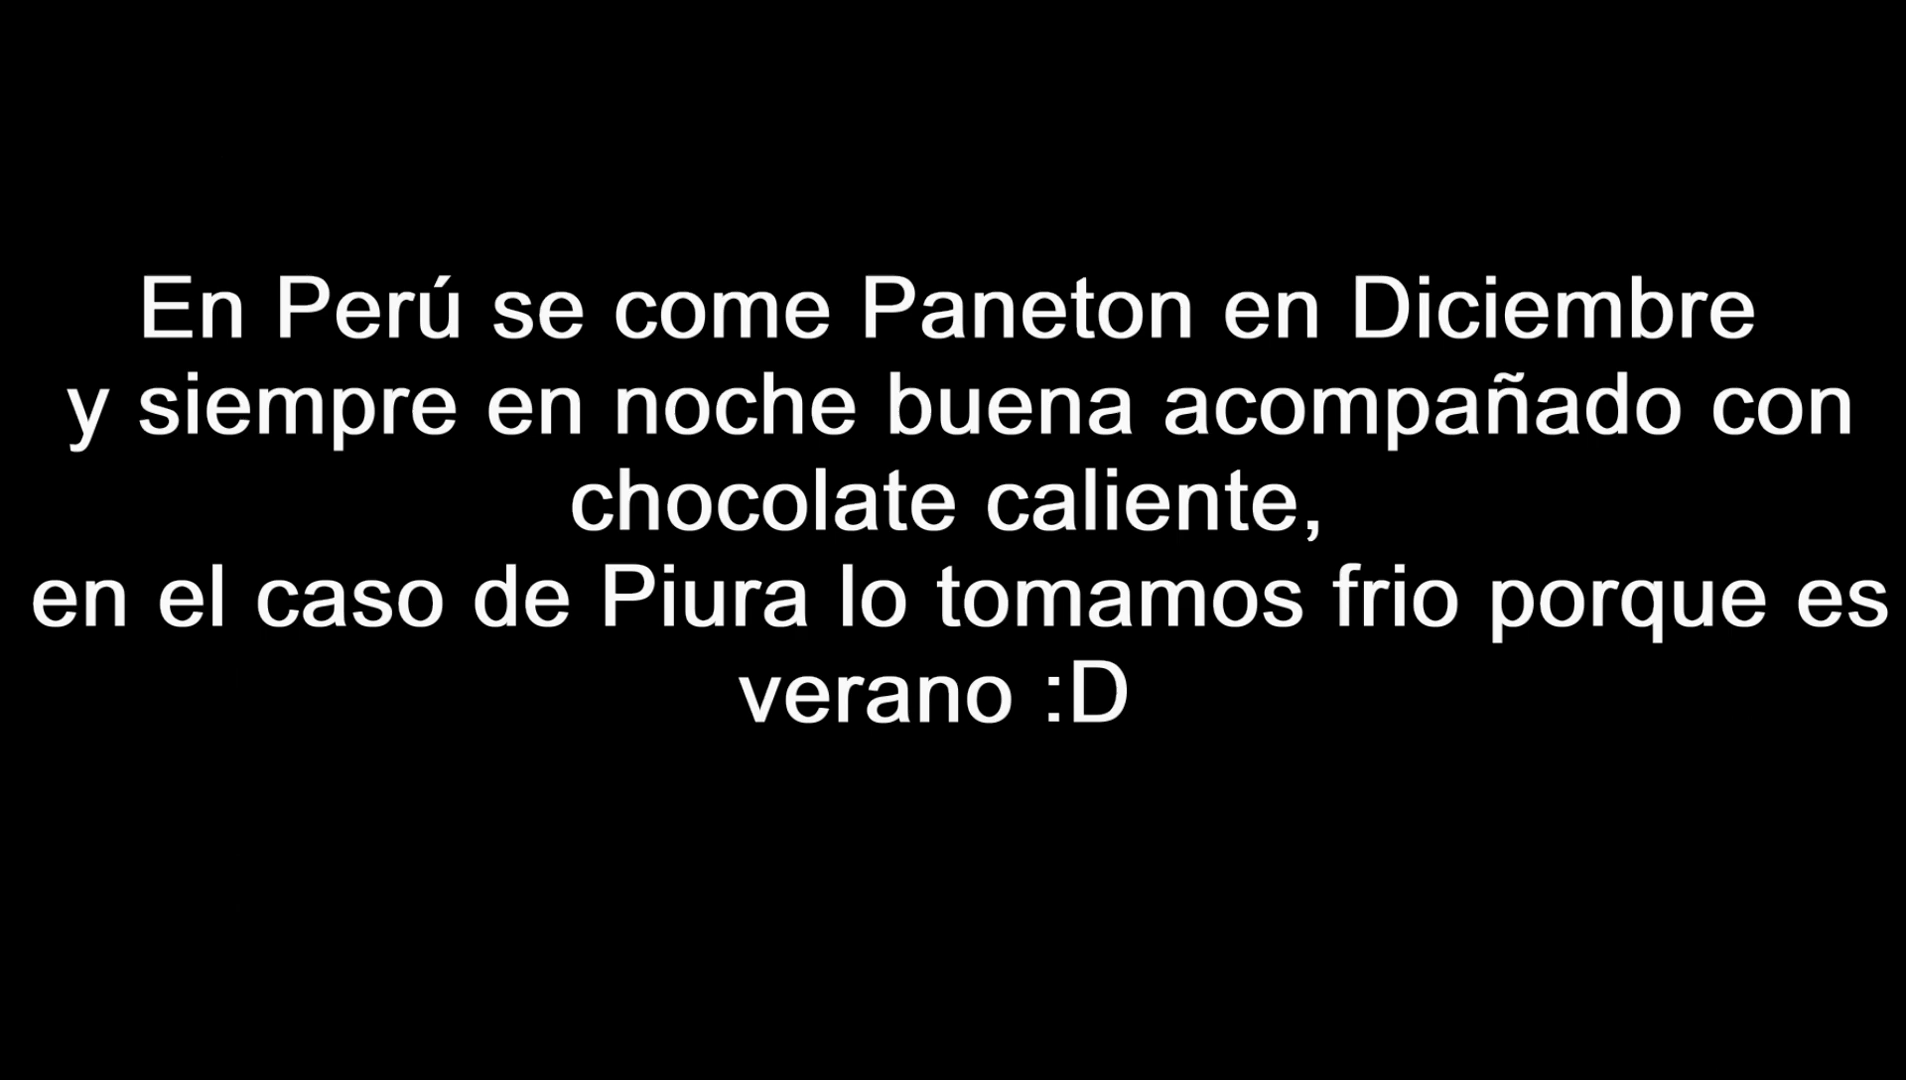 En Perú se come Paneton en Diciembre
y siempre en noche buena acompañado con
chocolate caliente,
en el caso de Piura lo tomamos frio porque es
verano :D